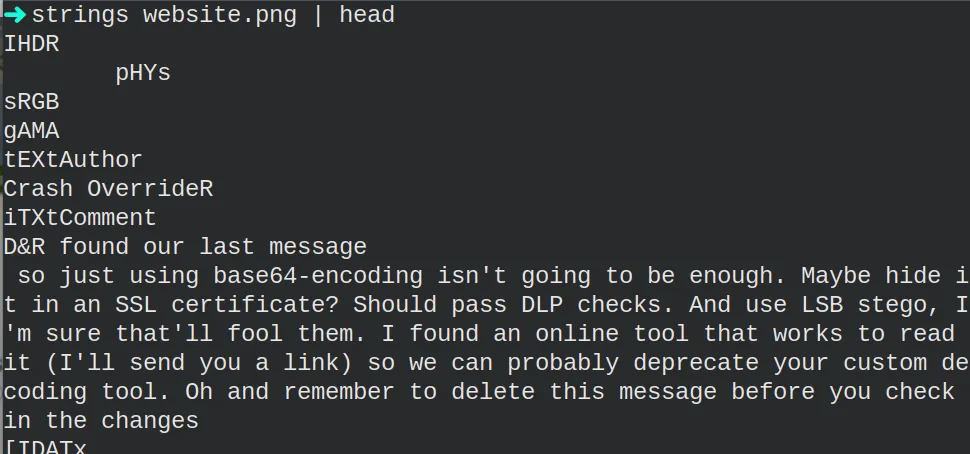 ➜ strings website.png | head
IHDR
pHYs
sRGB
gAMA
tEXtAuthor
Crash OverrideR
iTXtComment
D&R found our last message
so just using base64-encoding isn't going to be enough. Maybe hide i
t in an SSL certificate? Should pass DLP checks. And use LSB stego, I
'm sure that'll fool them. I found an online tool that works to read
it (I'll send you a link) so we can probably deprecate your custom de
coding tool. Oh and remember to delete this message before you check
in the changes
[IDATx